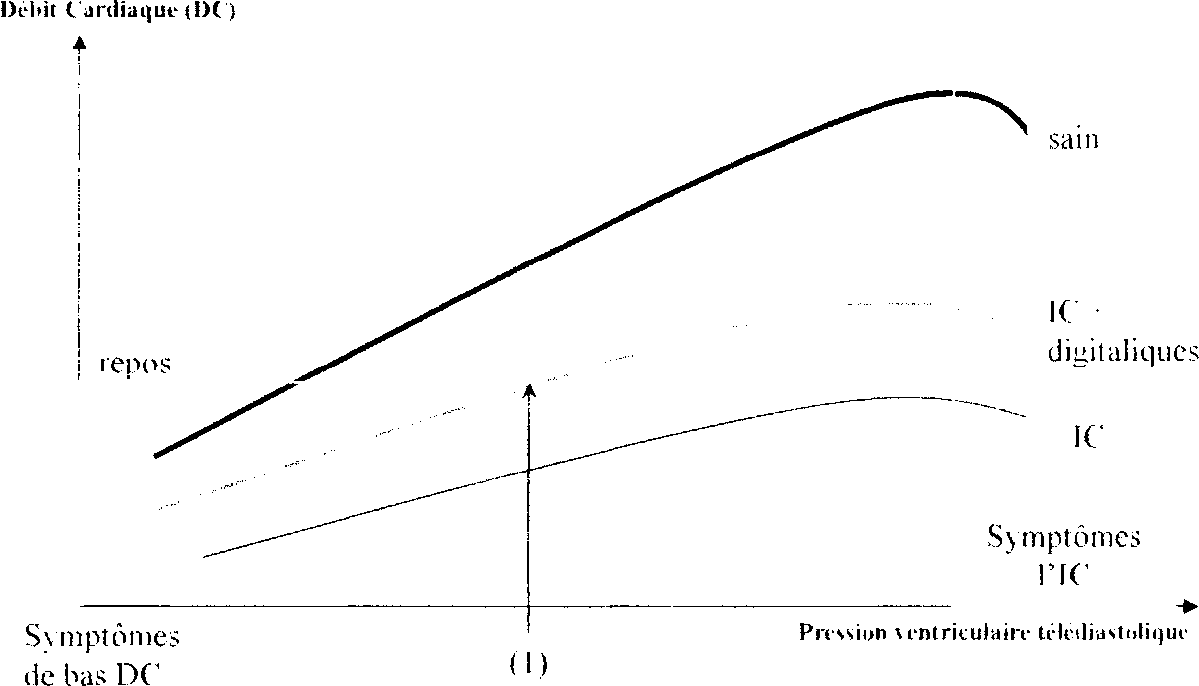 Débit Cardiaque (DC)
sain
IC +
digitaliques
repos
IC
Symptômes
l'IC
Symptômes
de bas DC
Pression ventriculaire télédiastolique
(1)